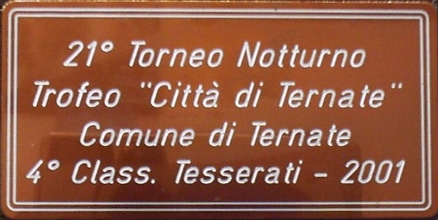 21° Torneo Notturno
Trofeo "Città di Ternate"
Comune di Ternate
4° Class. Tesserati - 2001